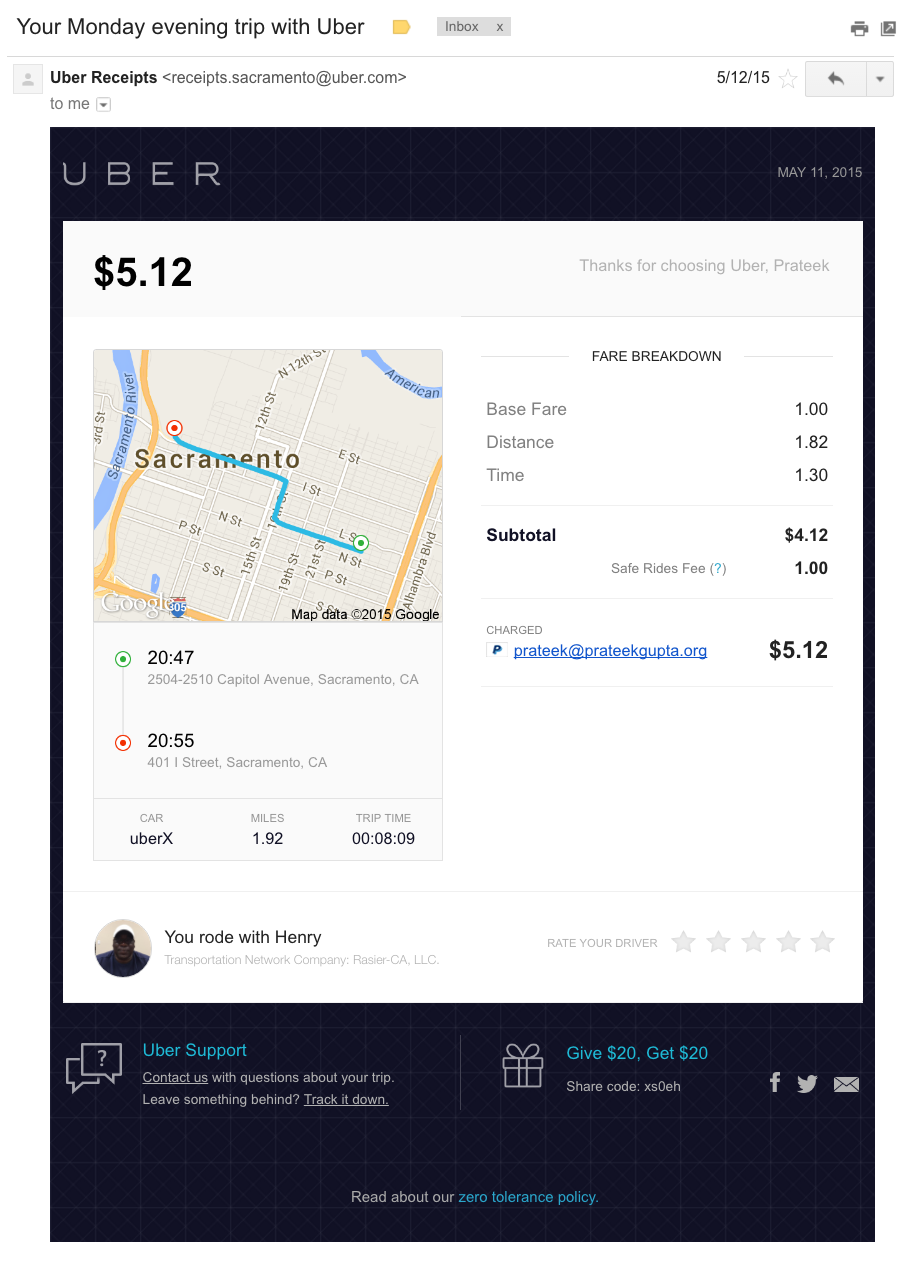 Your Monday evening trip with Uber
Inbox x
Uber Receipts <receipts.sacramento@uber.com>
5/12/15
to me
UBER
MAY 11, 2015
$5.12
Thanks for choosing Uber, Prateek
N 12th St
American
Sacramento River
3rd St
12th St
Sacramento
E St
I St
N St
P St
15th St
S St
19th St
21st St
L S
N St
P St
Alhambra Blvd
Google
305
Map data ©2015 Google
20:47
2504-2510 Capitol Avenue, Sacramento, CA
20:55
401 I Street, Sacramento, CA
CAR MILES TRIP TIME
uberX 1.92 00:08:09
FARE BREAKDOWN
Base Fare 1.00
Distance 1.82
Time 1.30
Subtotal $4.12
Safe Rides Fee (?) 1.00
CHARGED
prateek@prateekgupta.org $5.12
You rode with Henry
Transportation Network Company: Rasier-CA, LLC.
RATE YOUR DRIVER
Uber Support
Contact us with questions about your trip.
Leave something behind? Track it down.
Give $20, Get $20
Share code: xs0eh
Read about our zero tolerance policy.